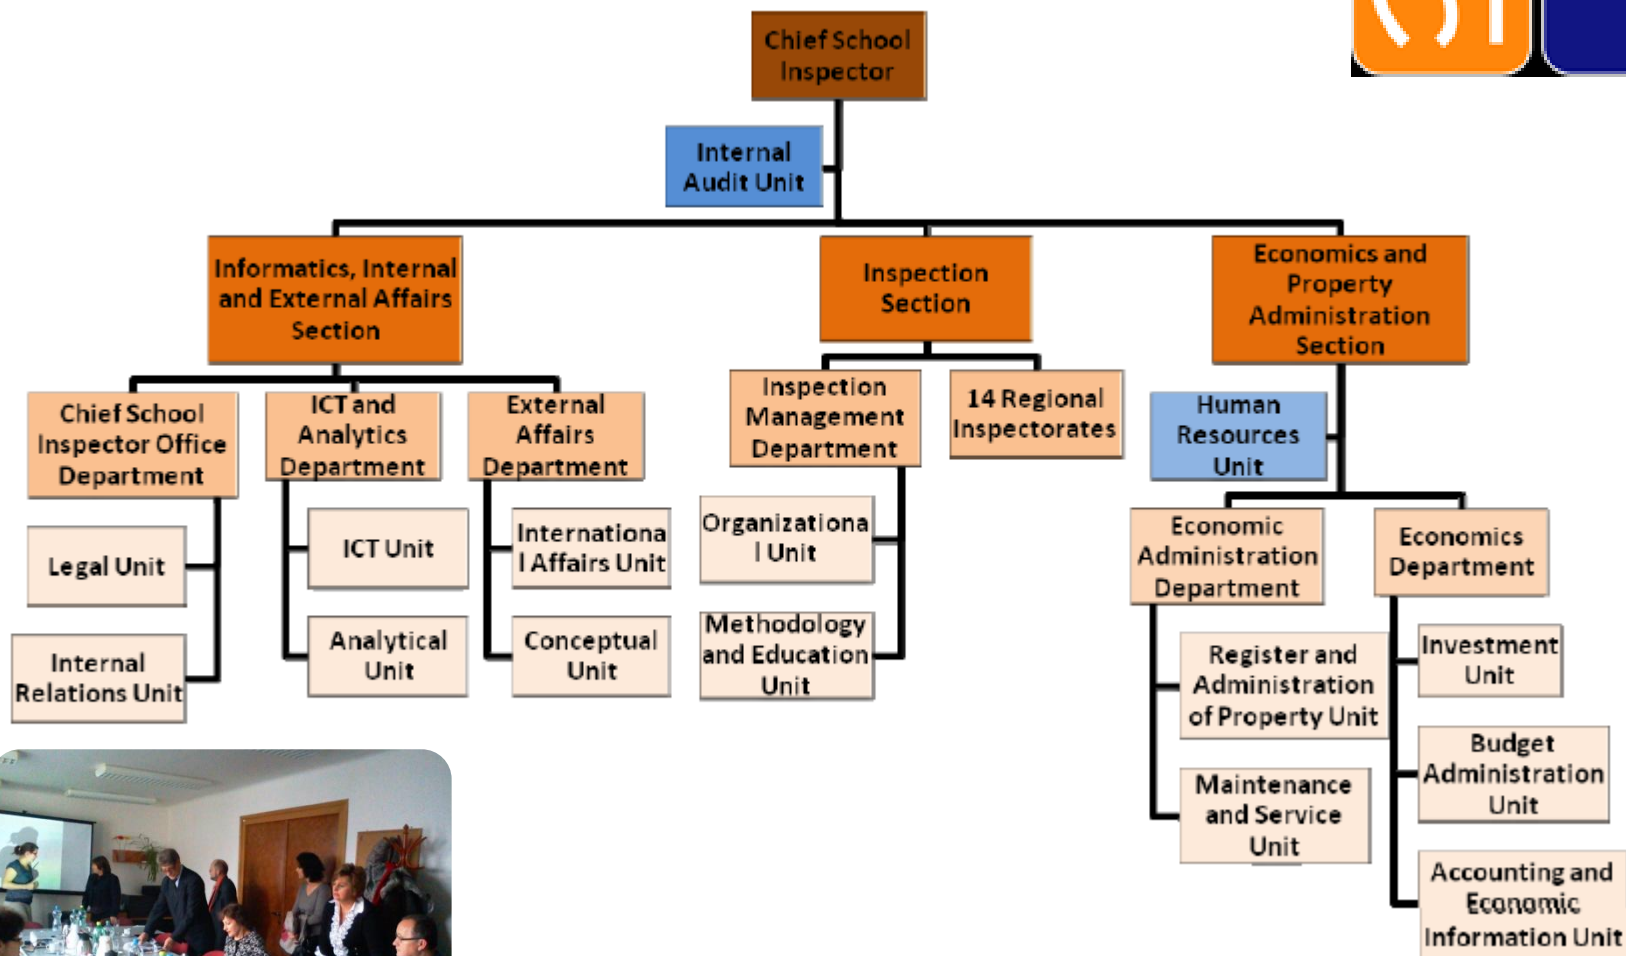 Chief School
Inspector
Internal
Audit Unit
Informatics, Internal
and External Affairs
Section
Inspection
Section
Economics and
Property
Administration
Section
Chief School
Inspector Office
Department
ICT and
Analytics
Department
External
Affairs
Department
Inspection
Management
Department
14 Regional
Inspectorates
Human
Resources
Unit
Legal Unit
Internal
Relations Unit
ICT Unit
Analytical
Unit
Internationa
l Affairs Unit
Conceptual
Unit
Organizationa
l Unit
Methodology
and Education
Unit
Economic
Administration
Department
Economics
Department
Register and
Administration
of Property Unit
Maintenance
and Service
Unit
Investment
Unit
Budget
Administration
Unit
Accounting and
Economic
Information Unit